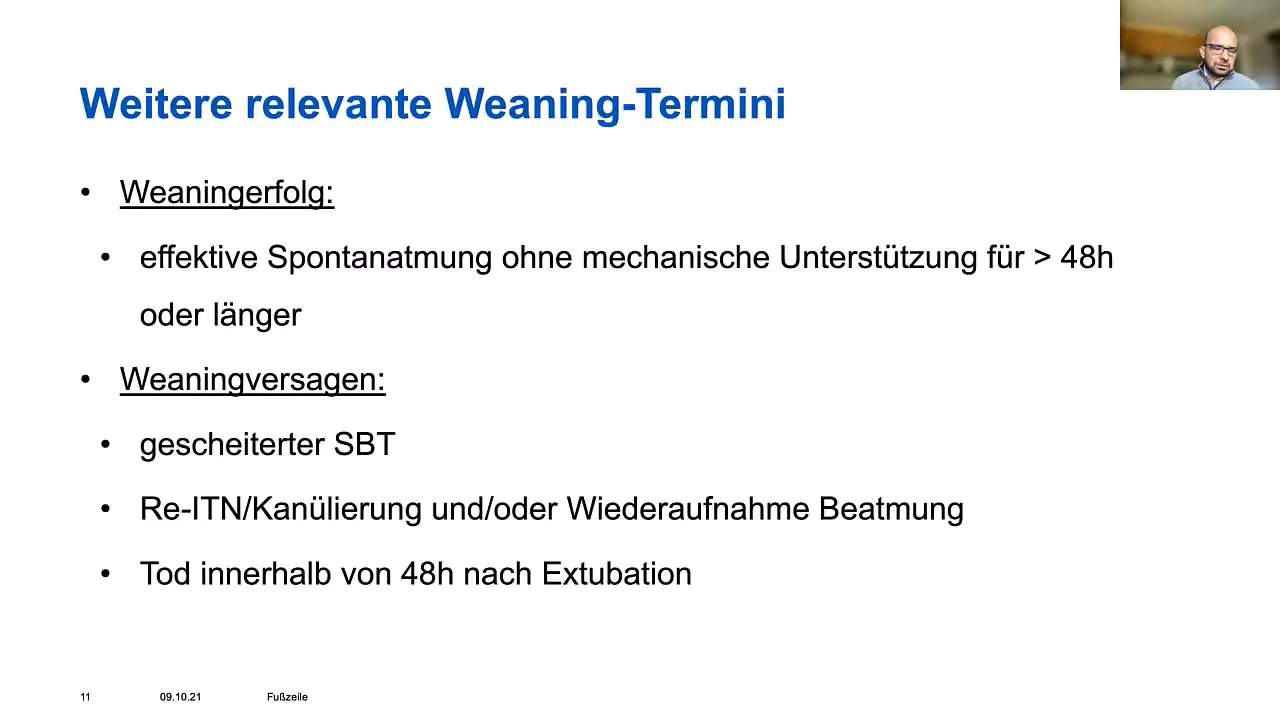 Weitere relevante Weaning-Termini
• Weaningerfolg:
• effektive Spontanatmung ohne mechanische Unterstützung für > 48h
oder länger
• Weaningversagen:
• gescheiterter SBT
• Re-ITN/Kanülierung und/oder Wiederaufnahme Beatmung
• Tod innerhalb von 48h nach Extubation
11 09.10.21 Fußzeile